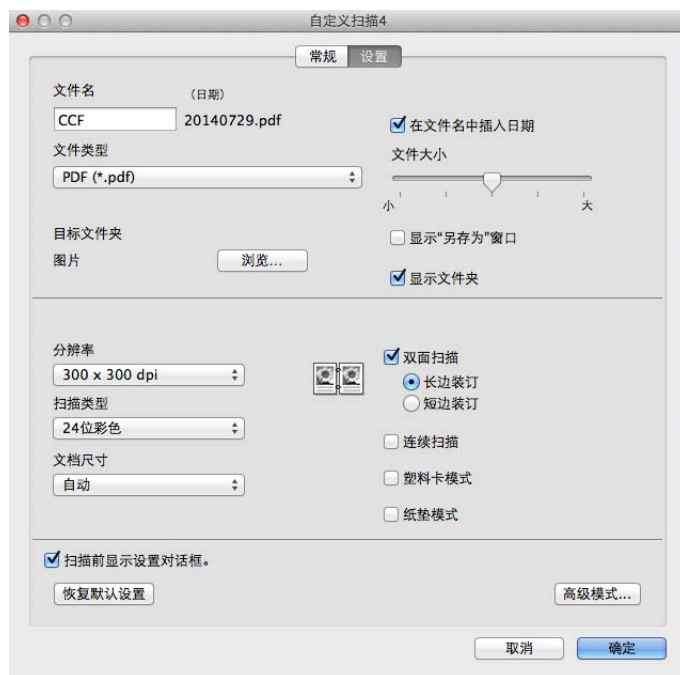 自定义扫描4
常规 设置
文件名 (日期)
CCF 20140729.pdf
在文件名中插入日期
文件类型
文件大小
PDF (*.pdf)
小 大
目标文件夹
显示“另存为”窗口
图片 浏览...
显示文件夹
分辨率
双面扫描
300 x 300 dpi
长边装订
扫描类型
短边装订
24位彩色
连续扫描
文档尺寸
自动
塑料卡模式
纸垫模式
扫描前显示设置对话框。
恢复默认设置 高级模式...
取消 确定